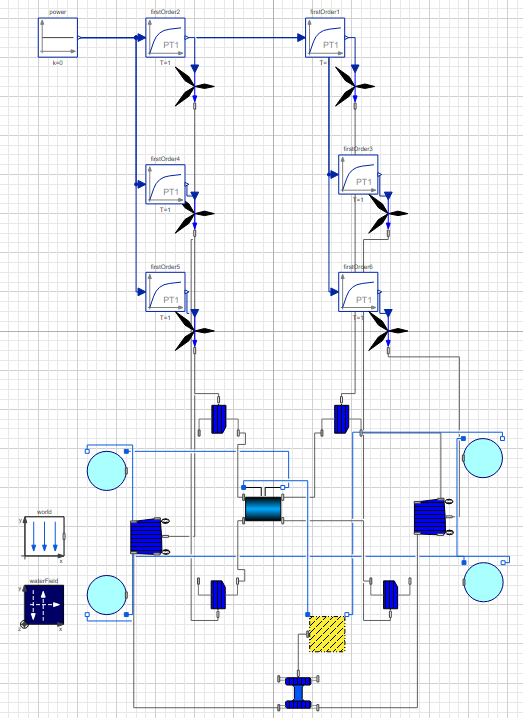 power
k=0
firstOrder2
PT1
T=1
firstOrder1
PT1
T=
firstOrder4
PT1
T=1
firstOrder3
PT1
T=1
firstOrder5
PT1
T=1
firstOrder6
PT1
T=1
world
y
x
waterField
y
z
x